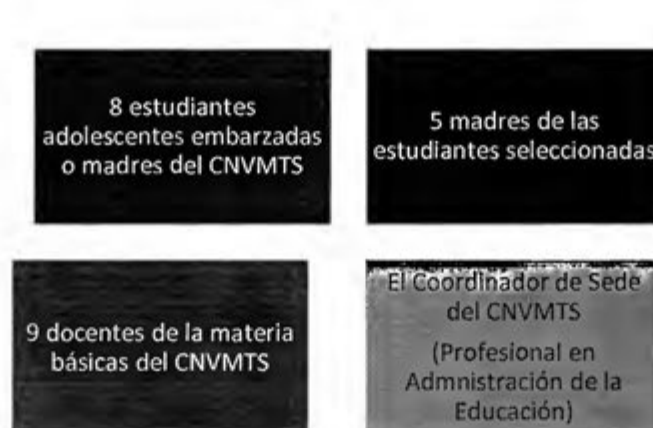 8 estudiantes
adolescentes embarzadas
o madres del CNVMTS
5 madres de las
estudiantes seleccionadas
9 docentes de la materia
básicas del CNVMTS
El Coordinador de Sede
del CNVMTS
(Profesional en
Admnistración de la
Educación)